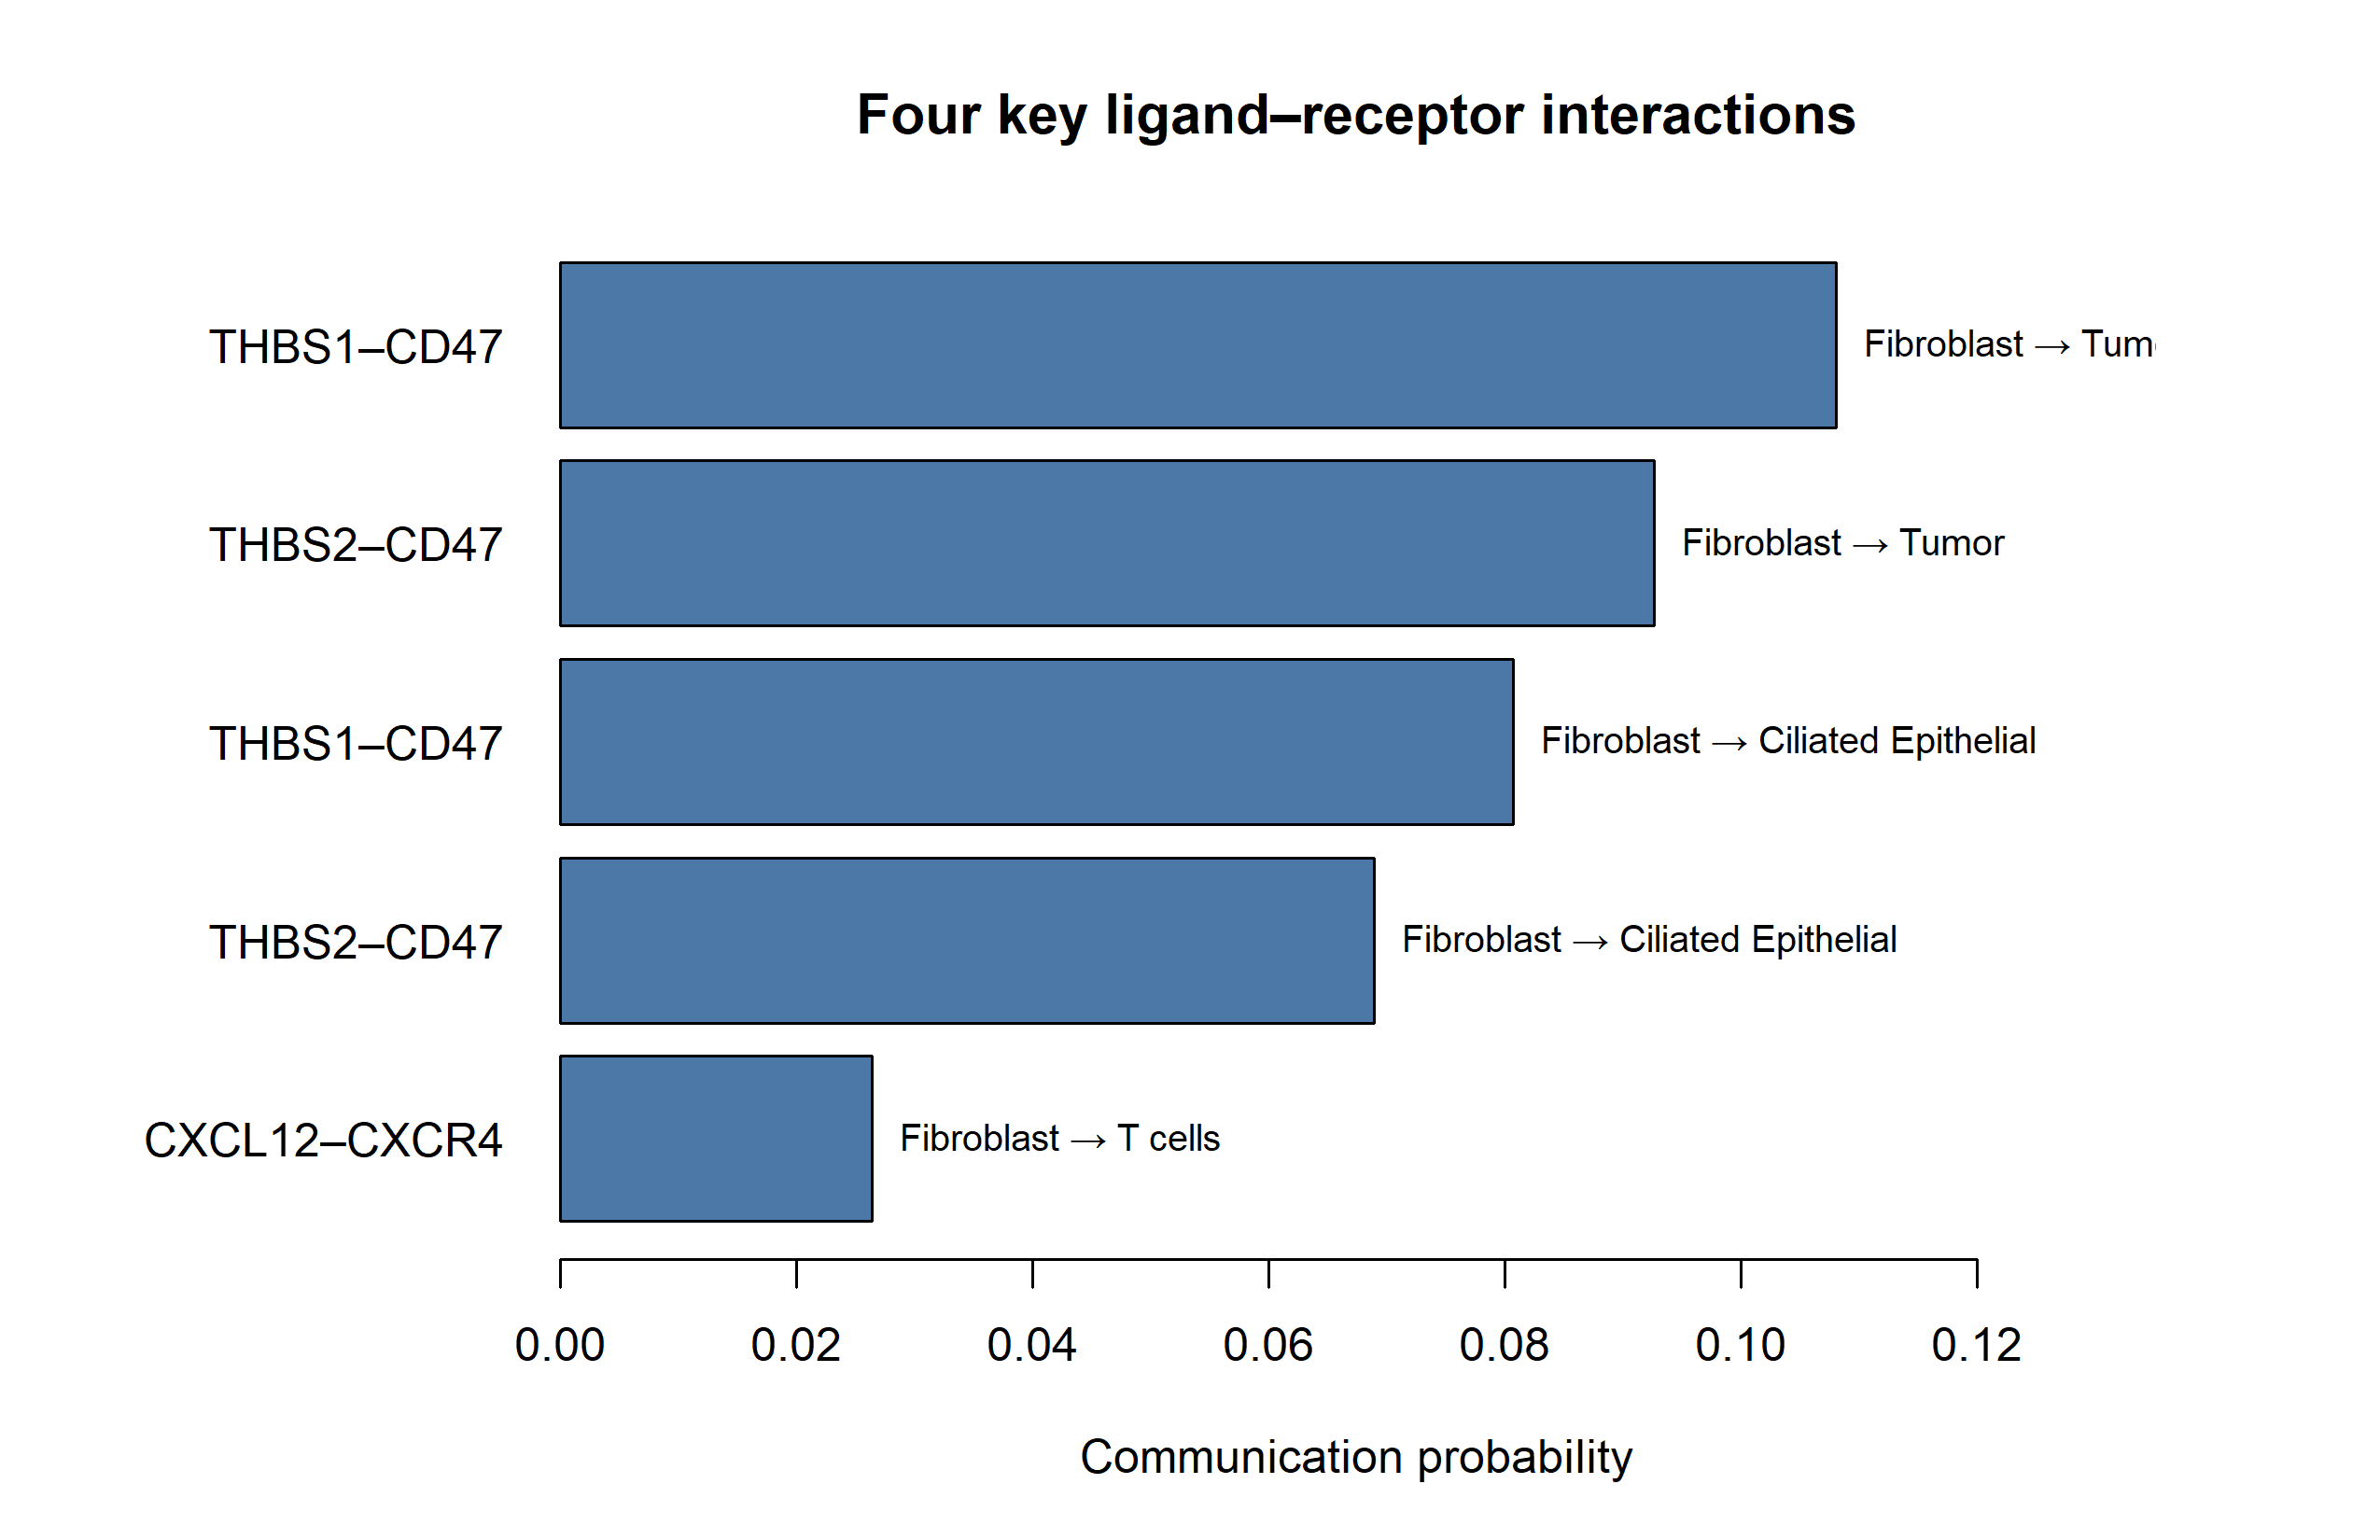 Four key ligand–receptor interactions
THBS1–CD47
Fibroblast → Tum
THBS2–CD47
Fibroblast → Tumor
THBS1–CD47
Fibroblast → Ciliated Epithelial
THBS2–CD47
Fibroblast → Ciliated Epithelial
CXCL12–CXCR4
Fibroblast → T cells
0.00 0.02 0.04 0.06 0.08 0.10 0.12
Communication probability